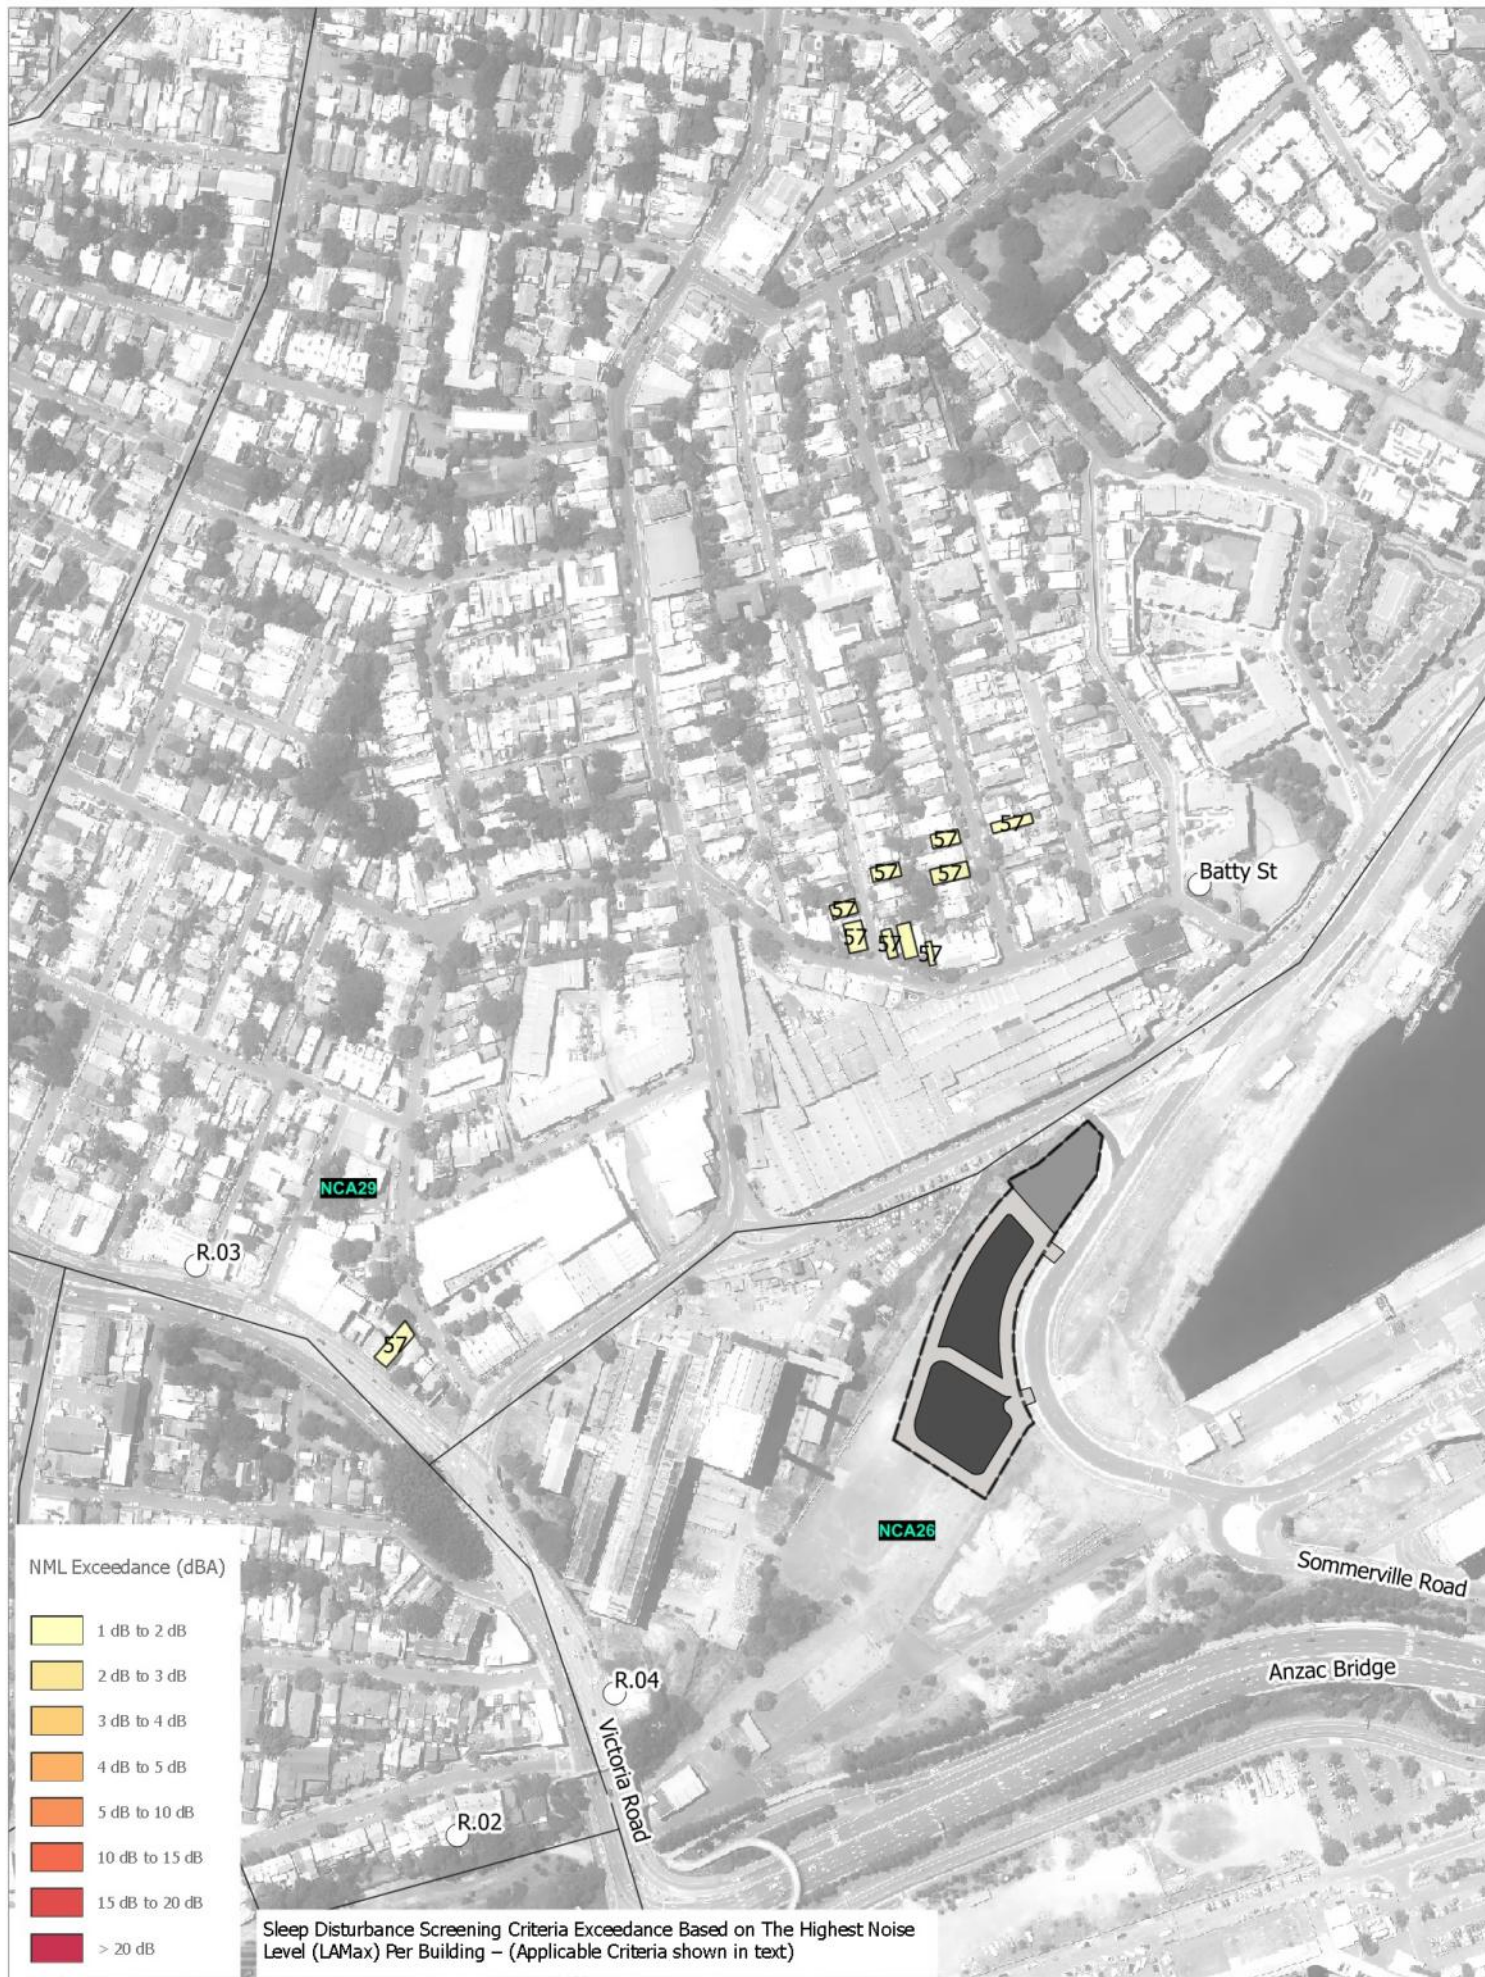 57
57
57
57
Batty St
57
57
57
57
NCA29
R.03
57
NCA26
Sommerville Road
Anzac Bridge
R.04
Victoria Road
R.02
NML Exceedance (dBA)
1 dB to 2 dB
2 dB to 3 dB
3 dB to 4 dB
4 dB to 5 dB
5 dB to 10 dB
10 dB to 15 dB
15 dB to 20 dB
> 20 dB
Sleep Disturbance Screening Criteria Exceedance Based on The Highest Noise
Level (LAMax) Per Building – (Applicable Criteria shown in text)